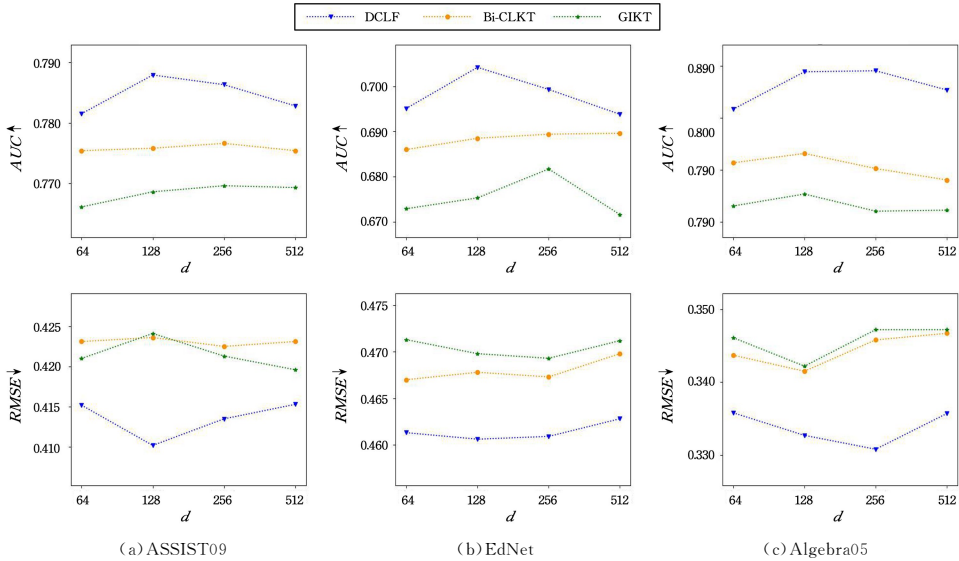 DCLF Bi-CLKT GIKT
0.790
0.780
0.770
AUC↑
64 128 256 512
d
0.700
0.690
0.680
0.670
AUC↑
64 128 256 512
d
0.890
0.800
0.790
0.790
AUC↑
64 128 256 512
d
0.425
0.420
0.415
0.410
RMSE↓
64 128 256 512
d
(a)ASSIST09
0.475
0.470
0.465
0.460
RMSE↓
64 128 256 512
d
(b)EdNet
0.350
0.340
0.330
RMSE↓
64 128 256 512
d
(c)Algebra05